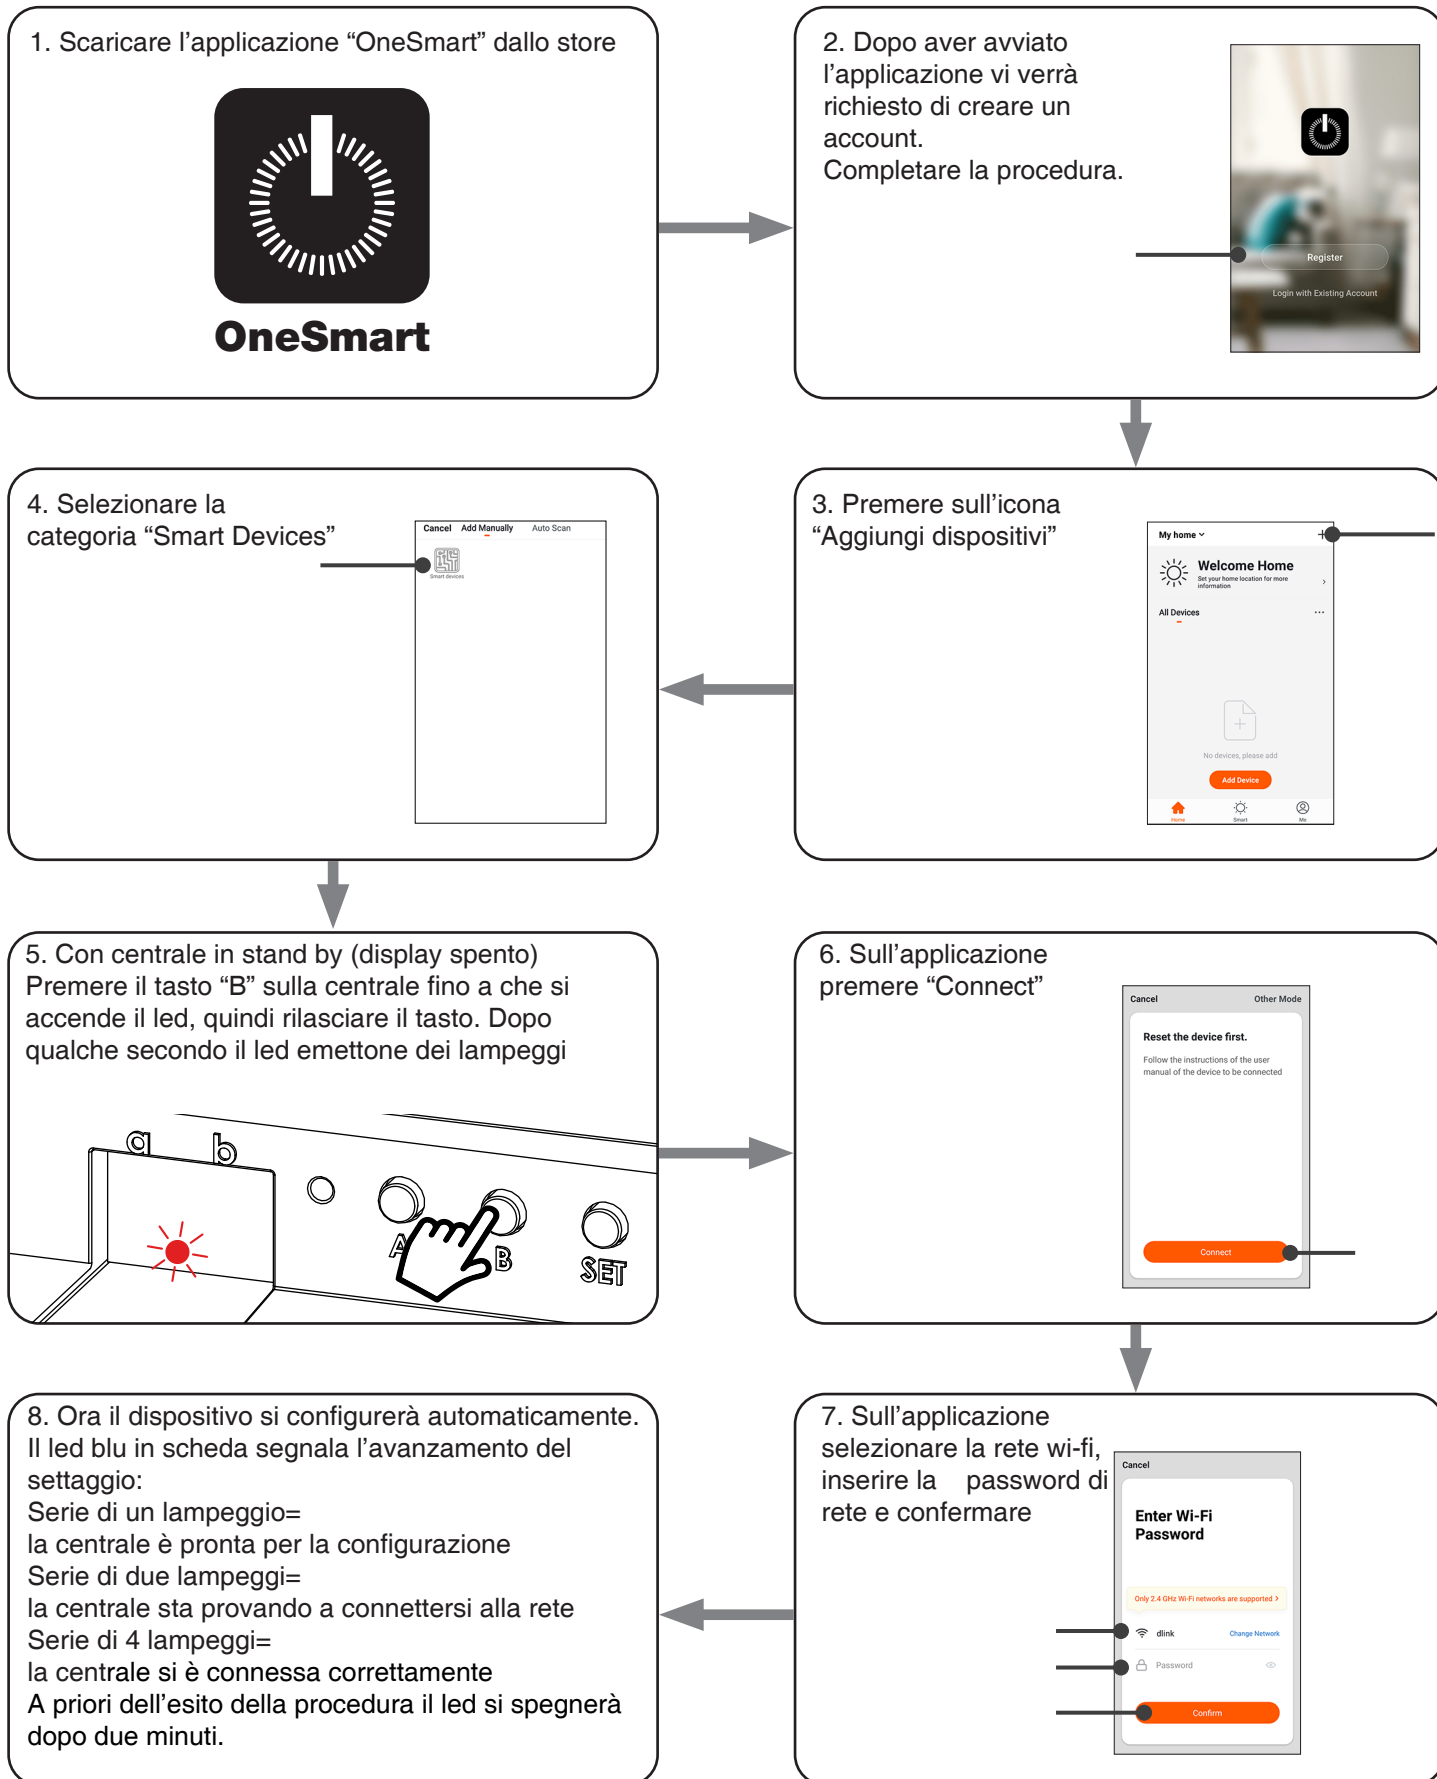 1. Scaricare l’applicazione “OneSmart” dallo store
OneSmart
2. Dopo aver avviato
l’applicazione vi verrà
richiesto di creare un
account.
Completare la procedura.
Register
Login with Existing Account
3. Premere sull’icona
“Aggiungi dispositivi”
My home
Welcome Home
Set your home location for more
information
All Devices
No devices, please add
Add Device
Home
Smart
Me
4. Selezionare la
categoria “Smart Devices”
Cancel Add Manually Auto Scan
Smart devices
5. Con centrale in stand by (display spento)
Premere il tasto “B” sulla centrale fino a che si
accende il led, quindi rilasciare il tasto. Dopo
qualche secondo il led emettone dei lampeggi
a b
A B SET
6. Sull’applicazione
premere “Connect”
Cancel Other Mode
Reset the device first.
Follow the instructions of the user
manual of the device to be connected
Connect
7. Sull’applicazione
selezionare la rete wi-fi,
inserire la password di
rete e confermare
Cancel
Enter Wi-Fi
Password
Only 2.4 GHz Wi-Fi networks are supported >
dlink Change Network
Password
Confirm
8. Ora il dispositivo si configurerà automaticamente.
Il led blu in scheda segnala l’avanzamento del
settaggio:
Serie di un lampeggio=
la centrale è pronta per la configurazione
Serie di due lampeggi=
la centrale sta provando a connettersi alla rete
Serie di 4 lampeggi=
la centrale si è connessa correttamente
A priori dell’esito della procedura il led si spegnerà
dopo due minuti.